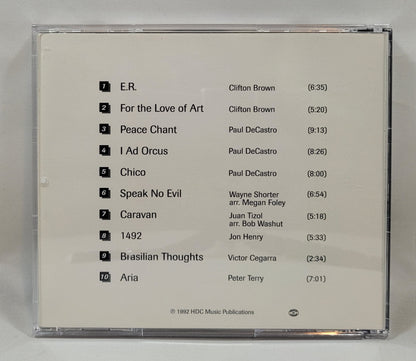 1 E.R. Clifton Brown (6:35)
2 For the Love of Art Clifton Brown (5:20)
3 Peace Chant Paul DeCastro (9:13)
4 I Ad Orcus Paul DeCastro (8:26)
5 Chico Paul DeCastro (8:00)
6 Speak No Evil Wayne Shorter (6:54)
arr. Megan Foley
7 Caravan Juan Tizol (5:18)
arr. Bob Washut
8 1492 Jon Henry (5:33)
9 Brasilian Thoughts Victor Cegarra (2:34)
10 Aria Peter Terry (7:01)
℗ 1992 HDC Music Publications